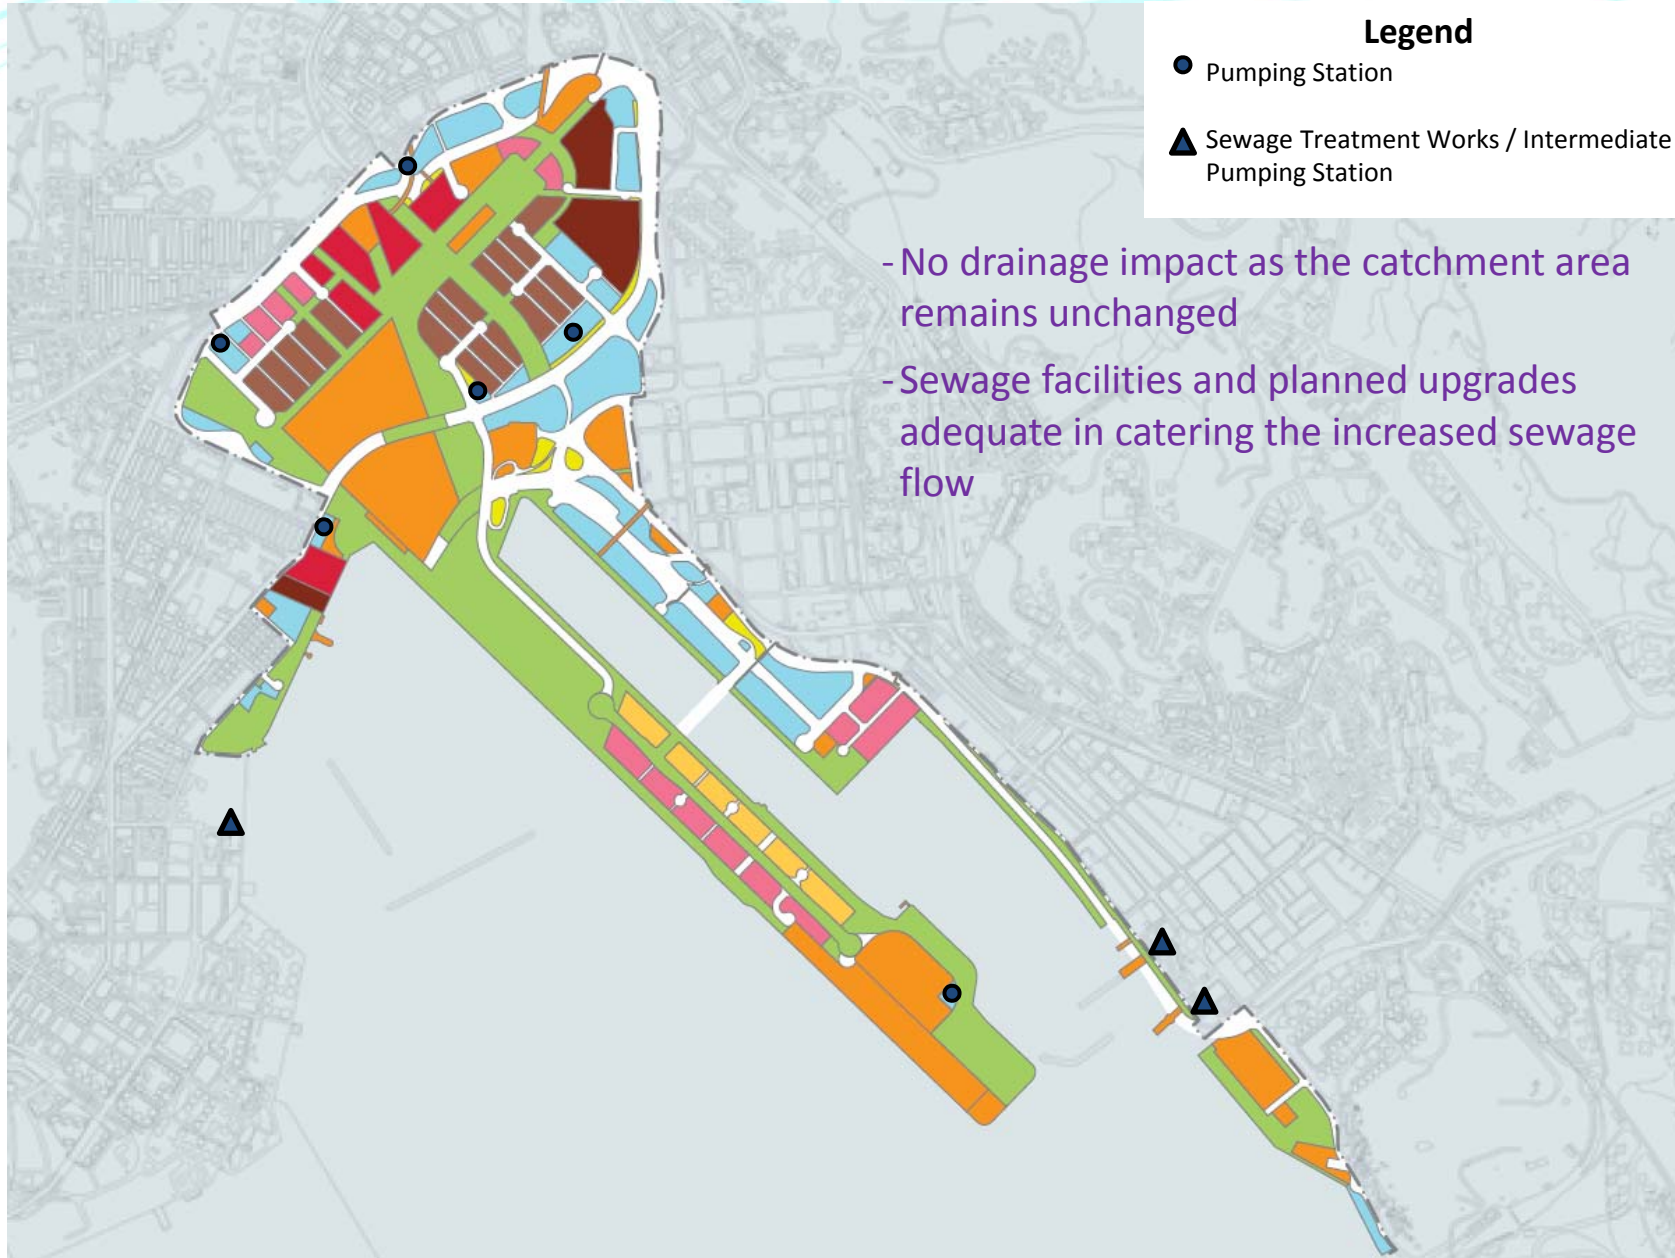 Legend
Pumping Station
Sewage Treatment Works / Intermediate
Pumping Station
- No drainage impact as the catchment area
remains unchanged
- Sewage facilities and planned upgrades
adequate in catering the increased sewage
flow